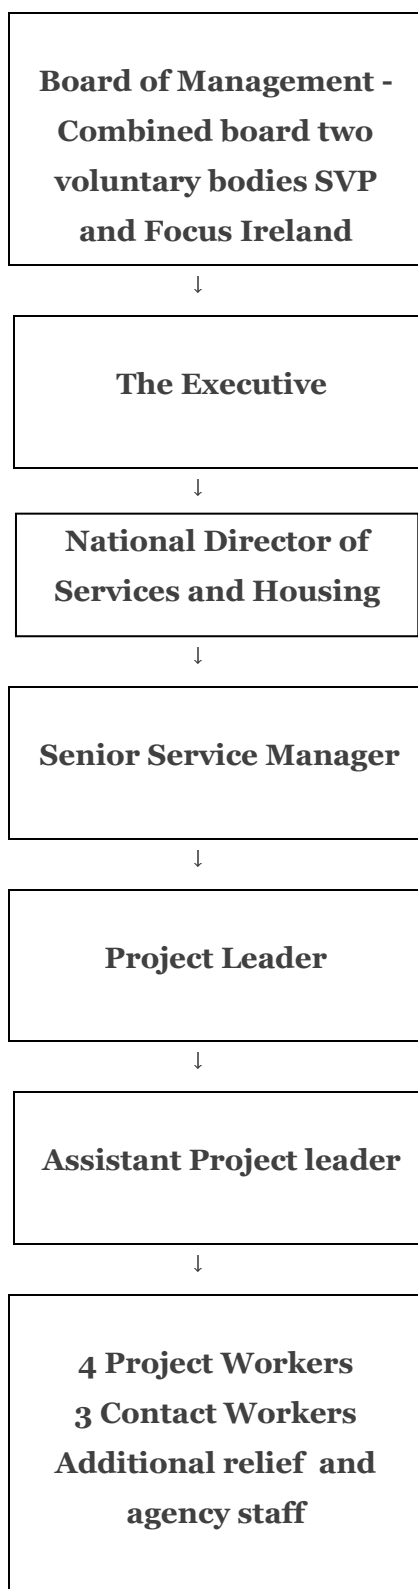 Board of Management -
Combined board two
voluntary bodies SVP
and Focus Ireland
↓
The Executive
↓
National Director of
Services and Housing
↓
Senior Service Manager
↓
Project Leader
↓
Assistant Project leader
↓
4 Project Workers
3 Contact Workers
Additional relief and
agency staff